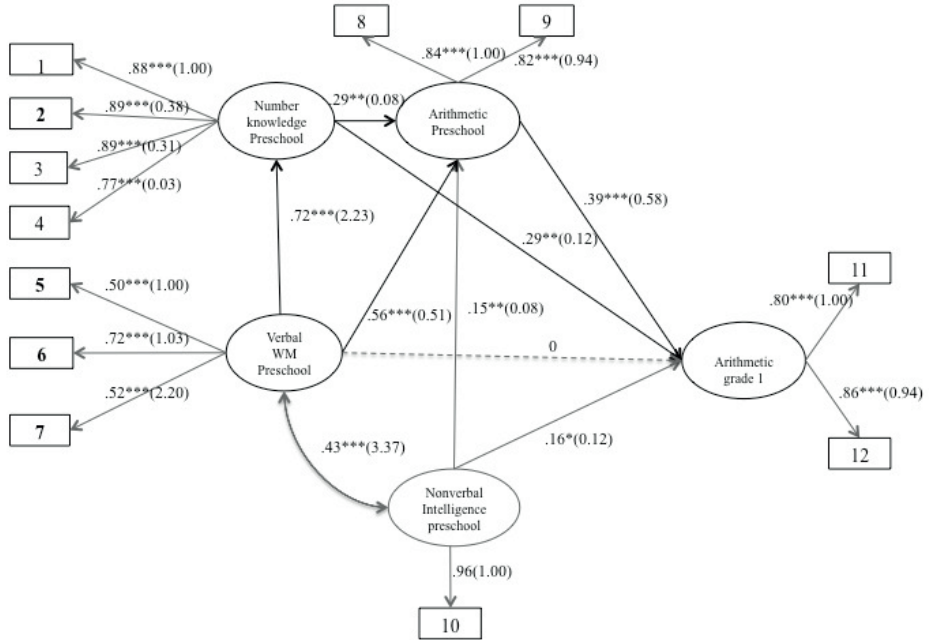 8
9
1
.88***(1.00)
.84***(1.00)
.82***(0.94)
2
.89***(0.38)
Number
knowledge
Preschool
.29**(0.08)
Arithmetic
Preschool
3
.89***(0.31)
4
.77***(0.03)
.72***(2.23)
.39***(0.58)
.29**(0.12)
5
.50***(1.00)
.56***(0.51)
.15**(0.08)
11
.80***(1.00)
6
.72***(1.03)
Verbal
WM
Preschool
0
Arithmetic
grade 1
7
.52***(2.20)
.86***(0.94)
.43***(3.37)
.16*(0.12)
12
Nonverbal
Intelligence
preschool
.96(1.00)
10